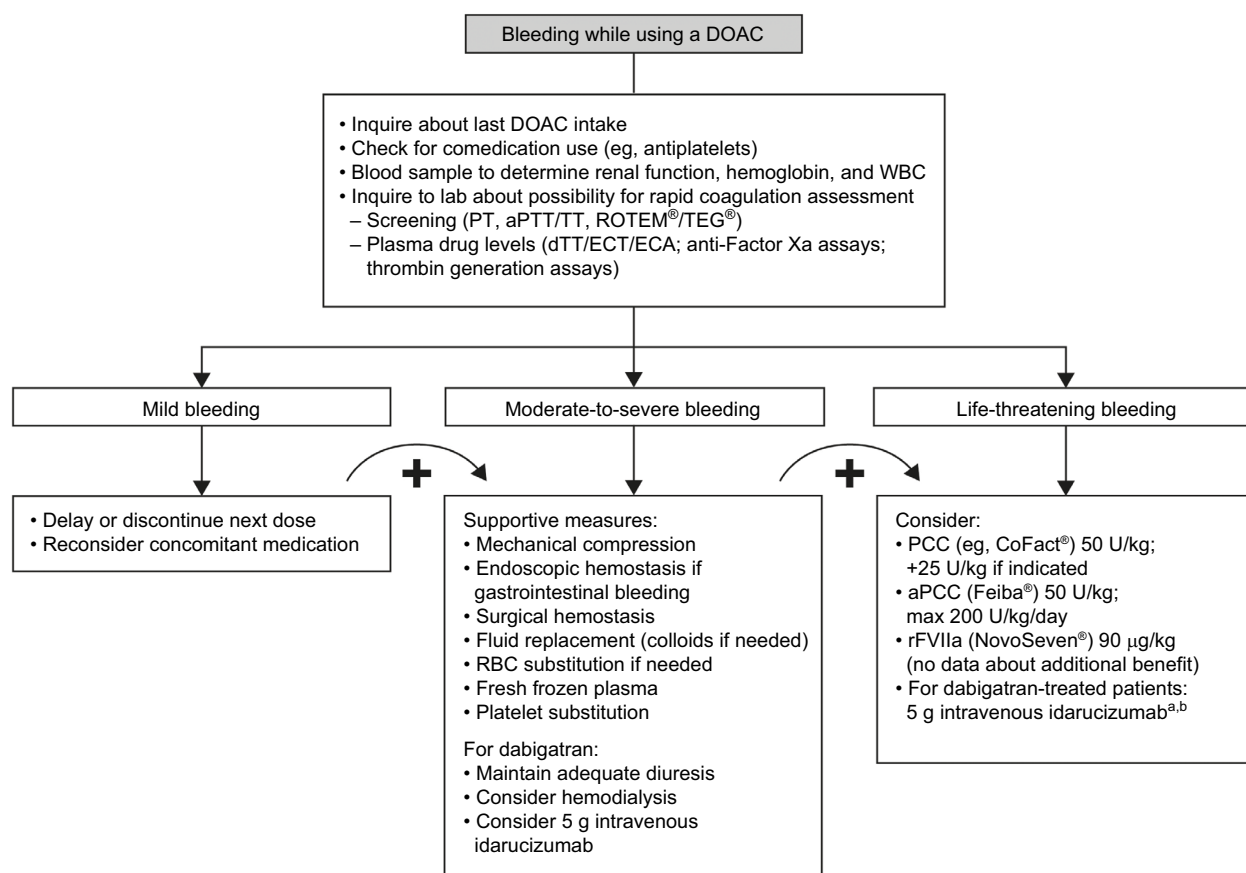 Bleeding while using a DOAC
• Inquire about last DOAC intake
• Check for comedication use (eg, antiplatelets)
• Blood sample to determine renal function, hemoglobin, and WBC
• Inquire to lab about possibility for rapid coagulation assessment
– Screening (PT, aPTT/TT, ROTEM®/TEG®)
– Plasma drug levels (dTT/ECT/ECA; anti-Factor Xa assays;
thrombin generation assays)
Mild bleeding
Moderate-to-severe bleeding
Life-threatening bleeding
+
+
• Delay or discontinue next dose
• Reconsider concomitant medication
Supportive measures:
• Mechanical compression
• Endoscopic hemostasis if
gastrointestinal bleeding
• Surgical hemostasis
• Fluid replacement (colloids if needed)
• RBC substitution if needed
• Fresh frozen plasma
• Platelet substitution
For dabigatran:
• Maintain adequate diuresis
• Consider hemodialysis
• Consider 5 g intravenous
idarucizumab
Consider:
• PCC (eg, CoFact®) 50 U/kg;
+25 U/kg if indicated
• aPCC (Feiba®) 50 U/kg;
max 200 U/kg/day
• rFVIIa (NovoSeven®) 90 μg/kg
(no data about additional benefit)
• For dabigatran-treated patients:
5 g intravenous idarucizumabᵃ,ᵇ